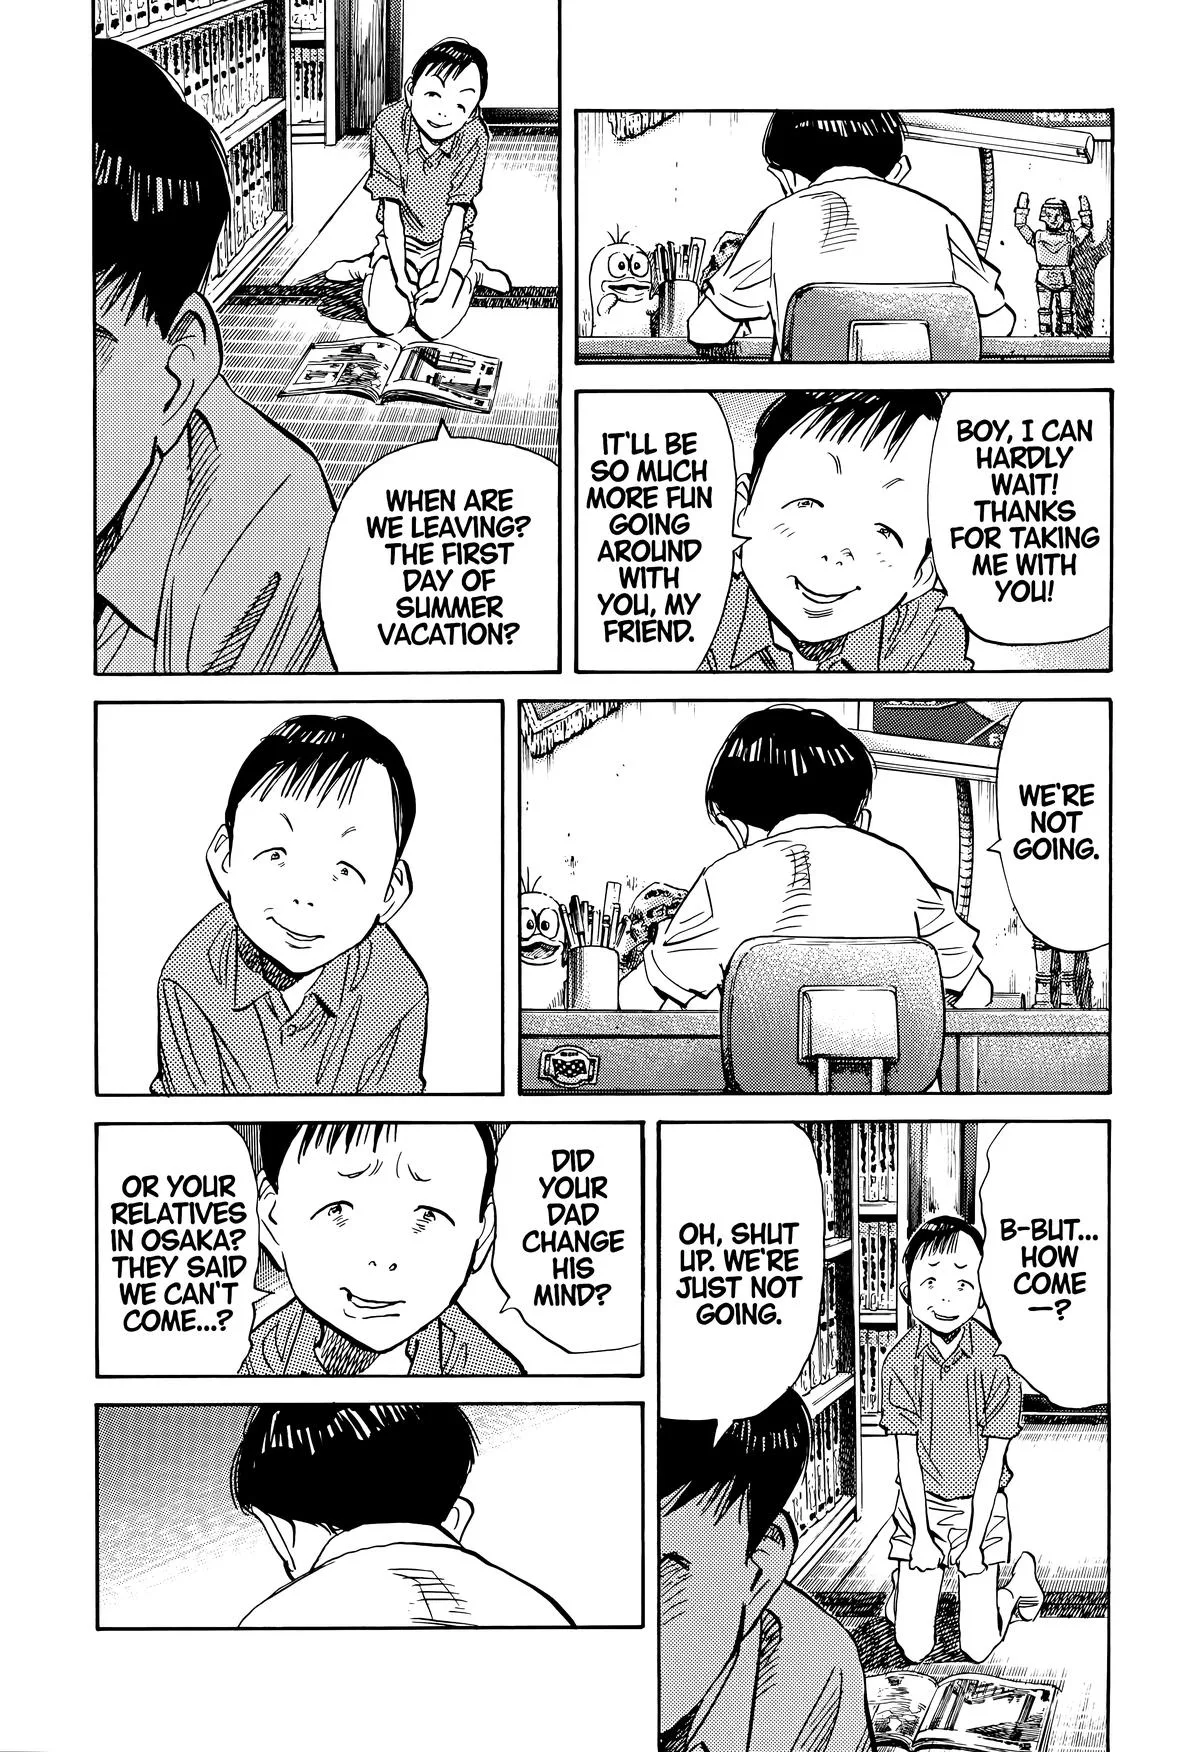 BOY, I CAN
HARDLY
WAIT!
THANKS
FOR TAKING
ME WITH
YOU!
IT'LL BE
SO MUCH
MORE FUN
GOING
AROUND
WITH
YOU, MY
FRIEND.
WHEN ARE
WE LEAVING?
THE FIRST
DAY OF
SUMMER
VACATION?
WE'RE
NOT
GOING.
B-BUT...
HOW
COME
—?
OH, SHUT
UP. WE'RE
JUST NOT
GOING.
DID
YOUR
DAD
CHANGE
HIS
MIND?
OR YOUR
RELATIVES
IN OSAKA?
THEY SAID
WE CAN'T
COME...?